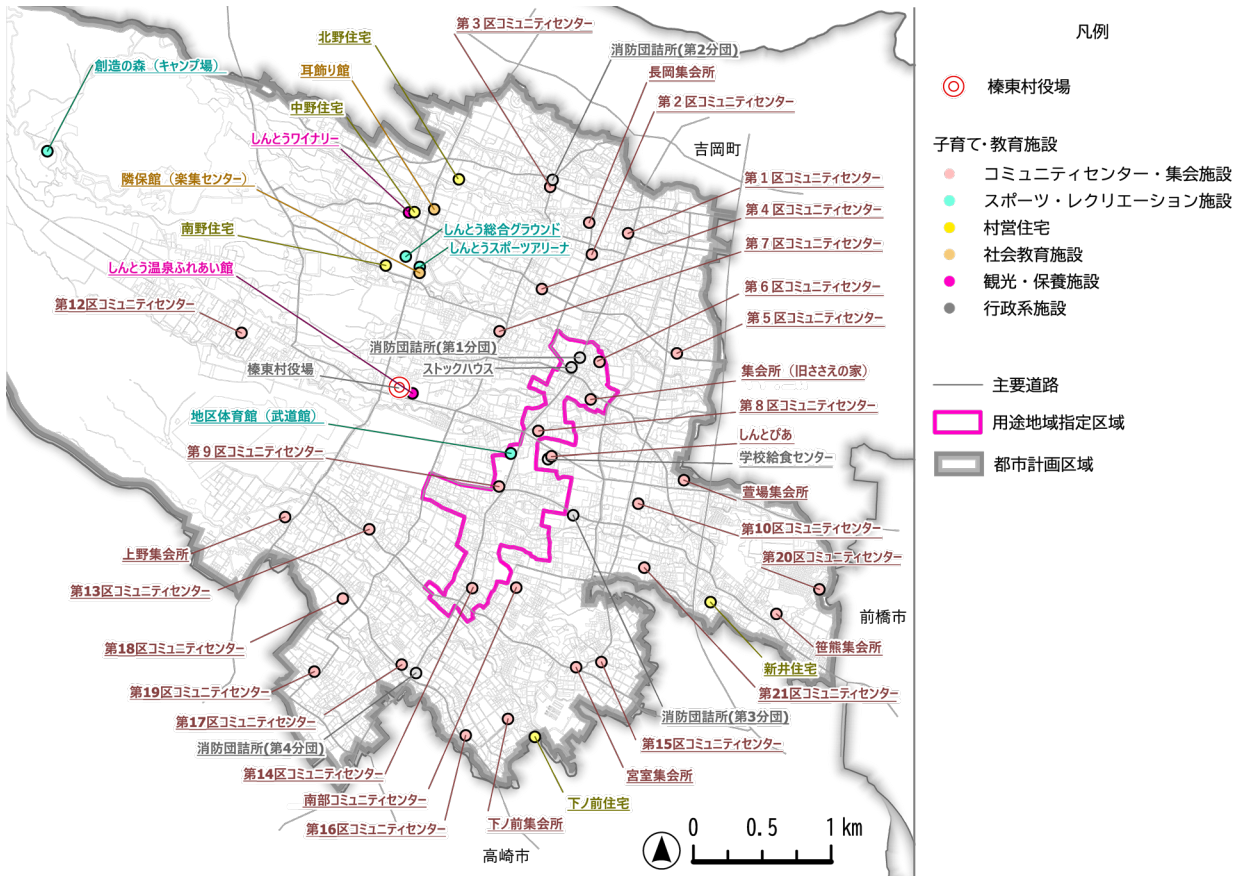 第３区コミュニティセンター
北野住宅
消防団詰所(第2分団)
創造の森（キャンプ場）
耳飾り館
長岡集会所
中野住宅
第２区コミュニティセンター
しんとうワイナリー
吉岡町
隣保館（楽集センター）
第１区コミュニティセンター
第４区コミュニティセンター
南野住宅
しんとう総合グラウンド
しんとうスポーツアリーナ
第７区コミュニティセンター
しんとう温泉ふれあい館
第６区コミュニティセンター
第12区コミュニティセンター
第５区コミュニティセンター
消防団詰所(第1分団)
榛東村役場
ストックハウス
集会所（旧ささえの家）
地区体育館（武道館）
第８区コミュニティセンター
しんとぴあ
第９区コミュニティセンター
学校給食センター
萱場集会所
第10区コミュニティセンター
上野集会所
第20区コミュニティセンター
第13区コミュニティセンター
前橋市
第18区コミュニティセンター
笹熊集会所
新井住宅
第19区コミュニティセンター
第21区コミュニティセンター
第17区コミュニティセンター
消防団詰所(第3分団)
消防団詰所(第4分団)
第15区コミュニティセンター
第14区コミュニティセンター
宮室集会所
南部コミュニティセンター
下ノ前住宅
第16区コミュニティセンター
下ノ前集会所
高崎市
0 0.5 1 km
凡例
榛東村役場
子育て・教育施設
コミュニティセンター・集会施設
スポーツ・レクリエーション施設
村営住宅
社会教育施設
観光・保養施設
行政系施設
主要道路
用途地域指定区域
都市計画区域